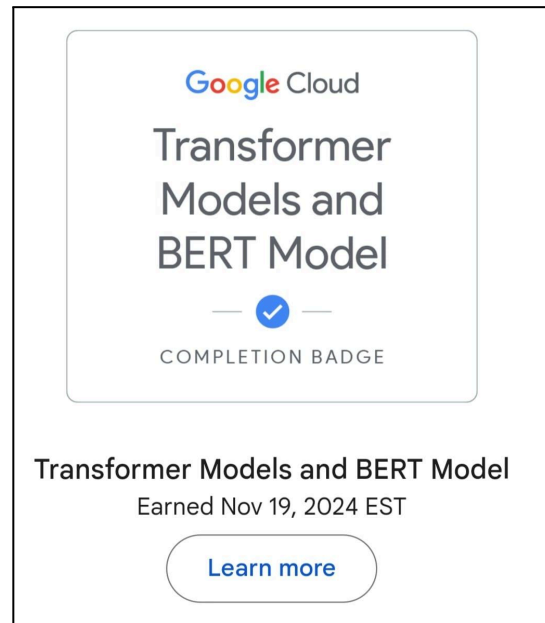 Google Cloud
Transformer
Models and
BERT Model
COMPLETION BADGE
Transformer Models and BERT Model
Earned Nov 19, 2024 EST
Learn more